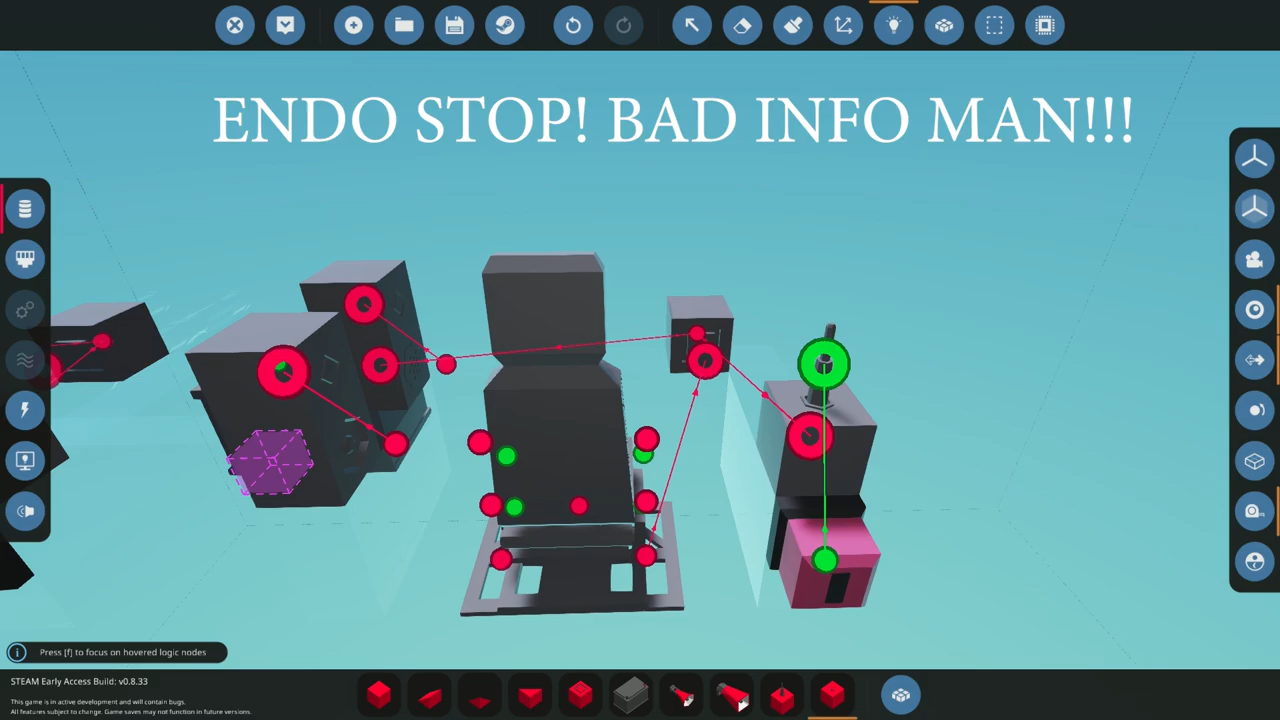 ENDO STOP! BAD INFO MAN!!!
Press [f] to focus on hovered logic nodes
STEAM Early Access Build: v0.8.33
This game is in active development and will contain bugs.
All features subject to change. Game saves may not function in future versions.